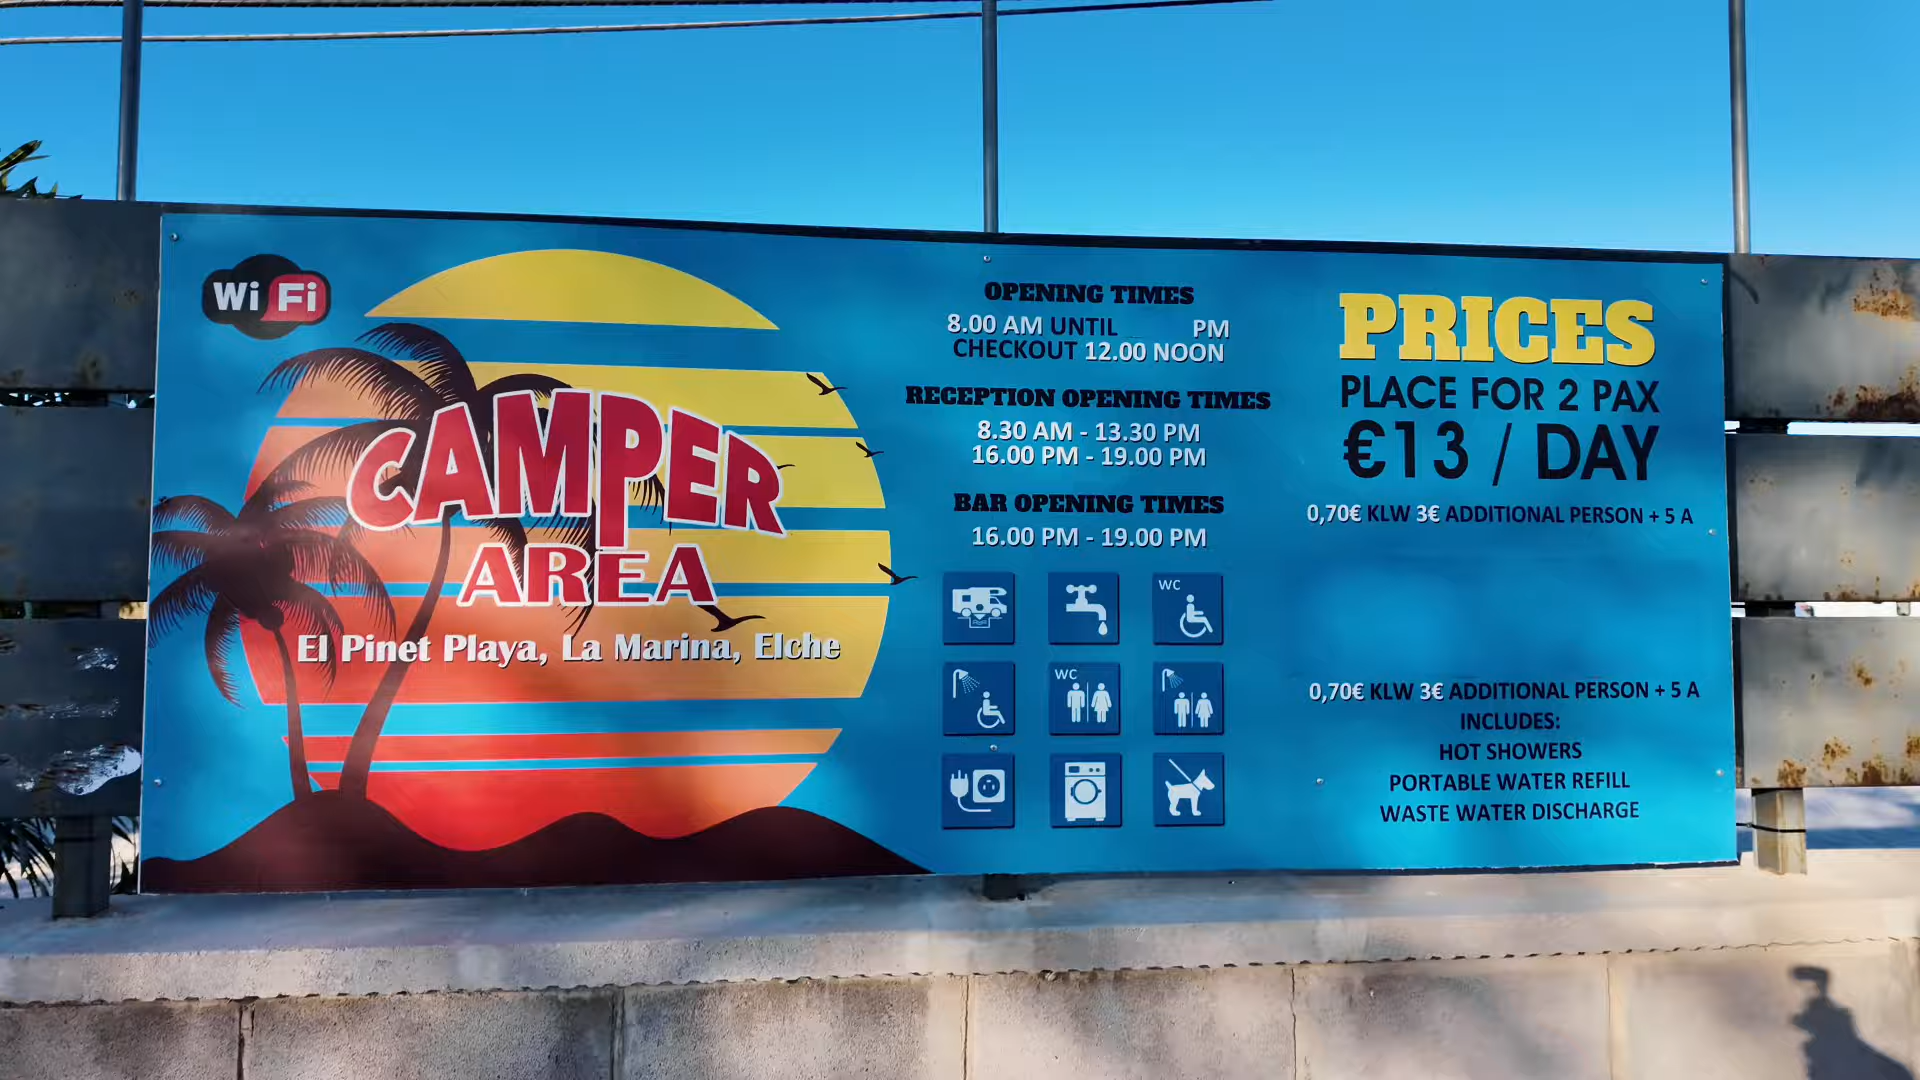 Wi Fi
CAMPER
AREA
El Pinet Playa, La Marina, Elche
OPENING TIMES
8.00 AM UNTIL PM
CHECKOUT 12.00 NOON
RECEPTION OPENING TIMES
8.30 AM - 13.30 PM
16.00 PM - 19.00 PM
BAR OPENING TIMES
16.00 PM - 19.00 PM
WC
WC
PRICES
PLACE FOR 2 PAX
€13 / DAY
0,70€ KLW 3€ ADDITIONAL PERSON + 5 A
0,70€ KLW 3€ ADDITIONAL PERSON + 5 A
INCLUDES:
HOT SHOWERS
PORTABLE WATER REFILL
WASTE WATER DISCHARGE